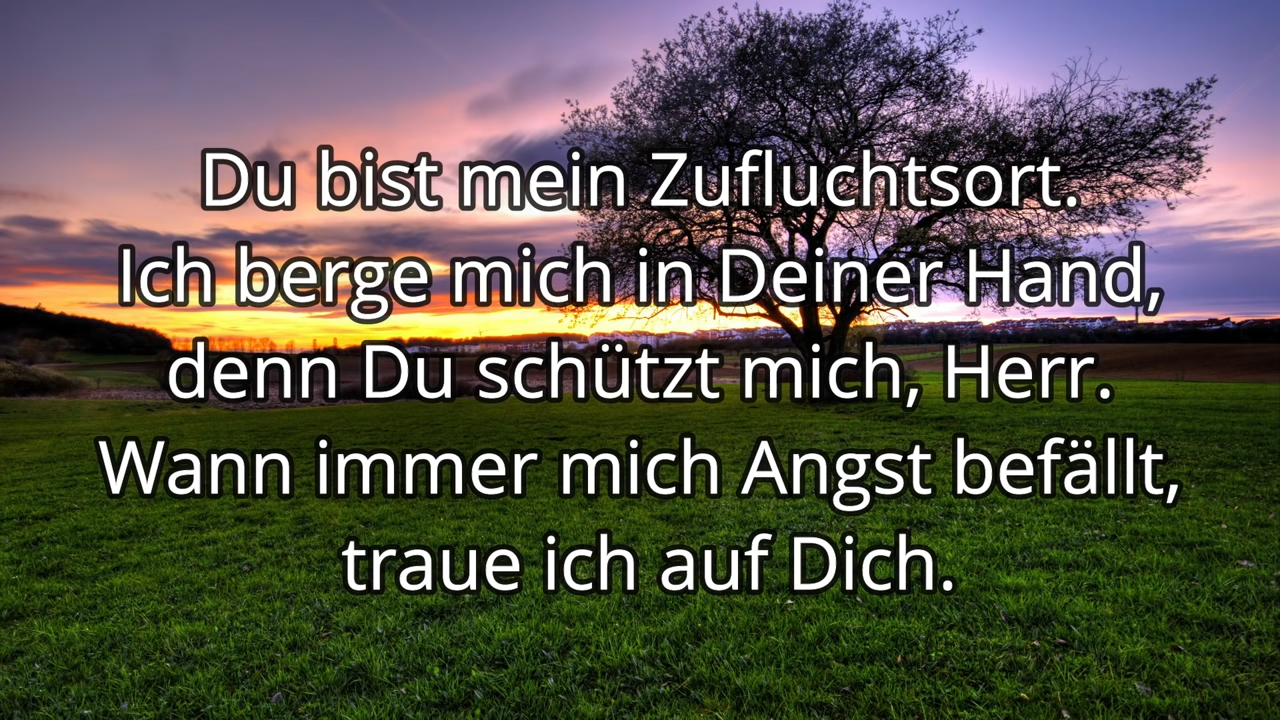 Du bist mein Zufluchtsort.
Ich berge mich in Deiner Hand,
denn Du schützt mich, Herr.
Wann immer mich Angst befällt,
traue ich auf Dich.